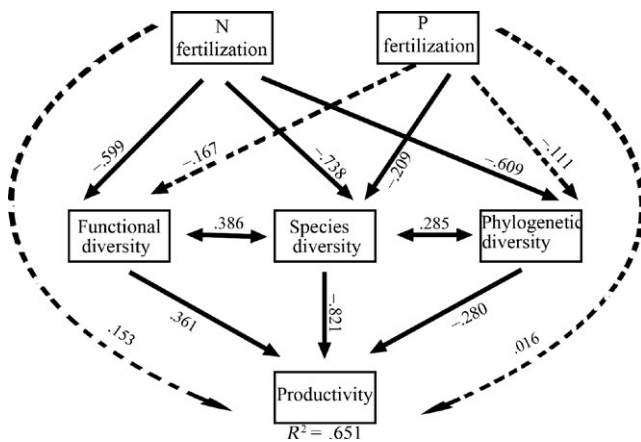 N
fertilization
P
fertilization
–.599
–.167
–.738
–.209
–.609
–.111
Functional
diversity
.386
Species
diversity
.285
Phylogenetic
diversity
.153
.361
–.821
–.280
.016
Productivity
R² = .651